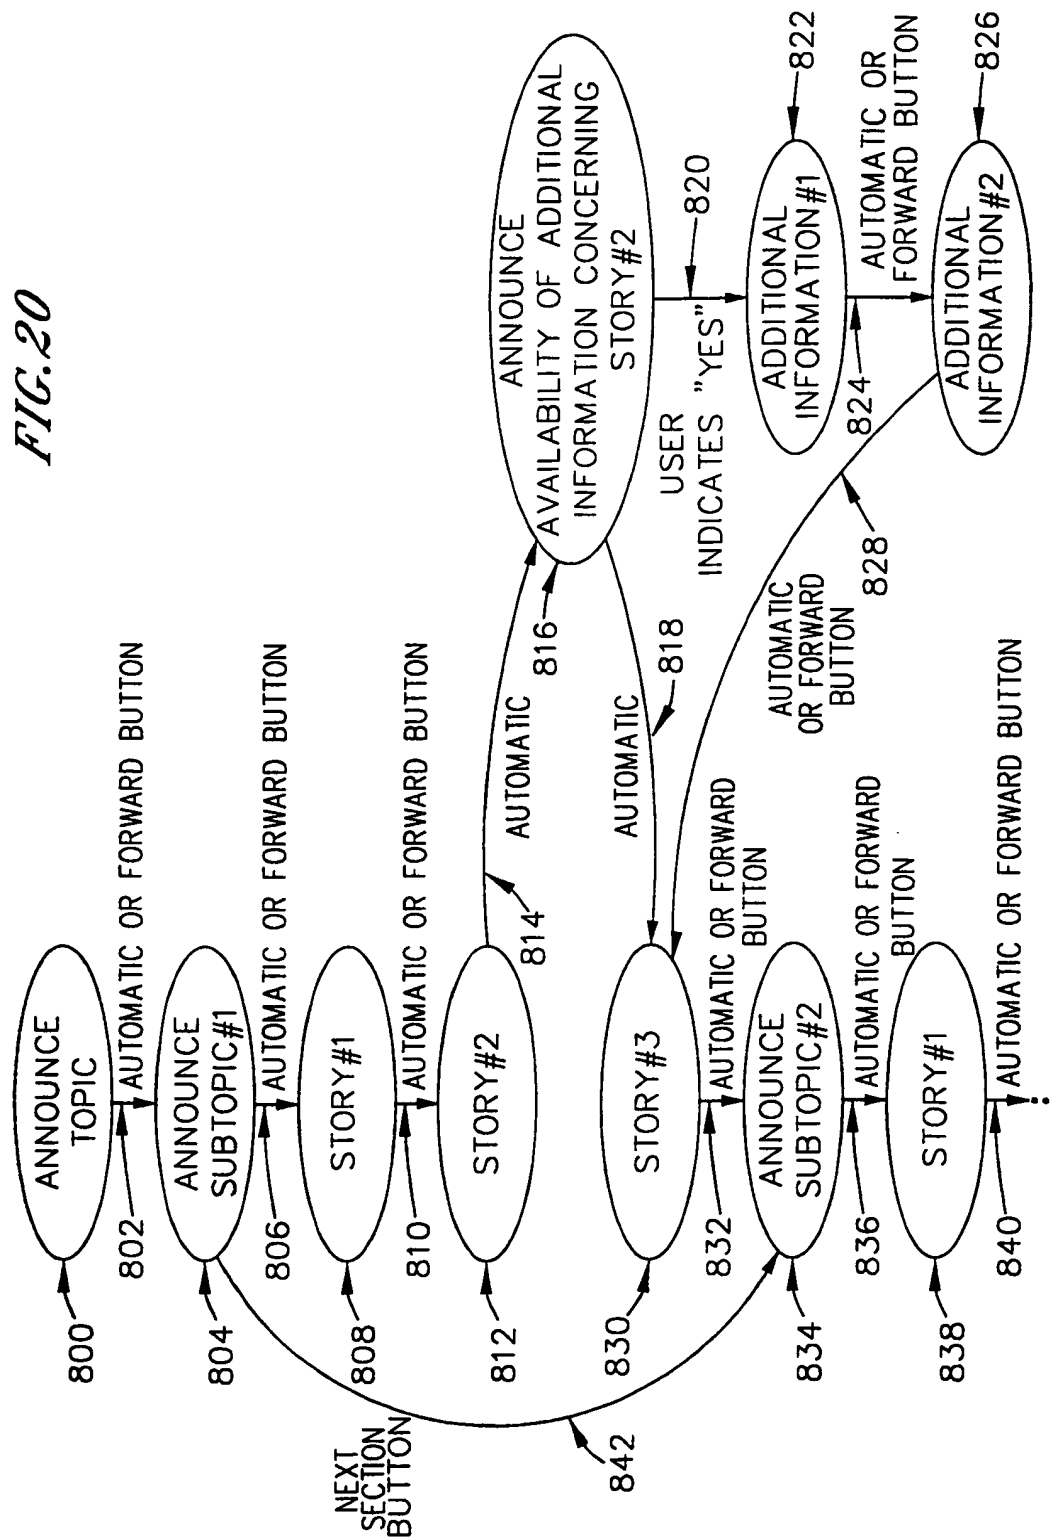 FIG.20
ANNOUNCE
TOPIC
800
802
AUTOMATIC OR FORWARD BUTTON
ANNOUNCE
SUBTOPIC#1
804
806
AUTOMATIC OR FORWARD BUTTON
STORY#1
808
810
AUTOMATIC OR FORWARD BUTTON
STORY#2
812
814
AUTOMATIC
816
ANNOUNCE
AVAILABILITY OF ADDITIONAL
INFORMATION CONCERNING
STORY#2
AUTOMATIC
818
USER
INDICATES "YES"
820
ADDITIONAL
INFORMATION#1
822
824
AUTOMATIC OR
FORWARD BUTTON
ADDITIONAL
INFORMATION#2
826
828
AUTOMATIC
OR FORWARD
BUTTON
STORY#3
830
832
AUTOMATIC OR FORWARD
BUTTON
ANNOUNCE
SUBTOPIC#2
834
836
AUTOMATIC OR FORWARD
BUTTON
STORY#1
838
840
AUTOMATIC OR FORWARD BUTTON
NEXT
SECTION
BUTTON
842